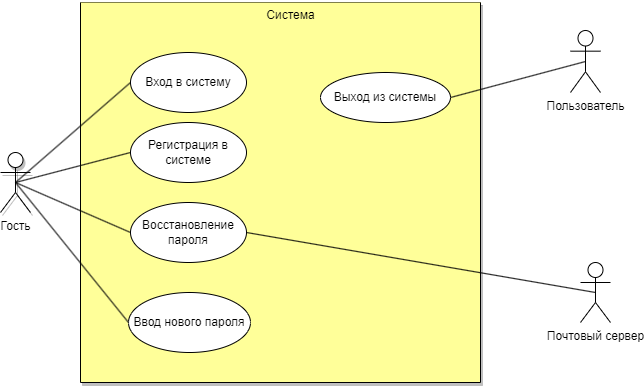 Система
Вход в систему
Выход из системы
Пользователь
Регистрация в
системе
Гость
Восстановление
пароля
Ввод нового пароля
Почтовый сервер